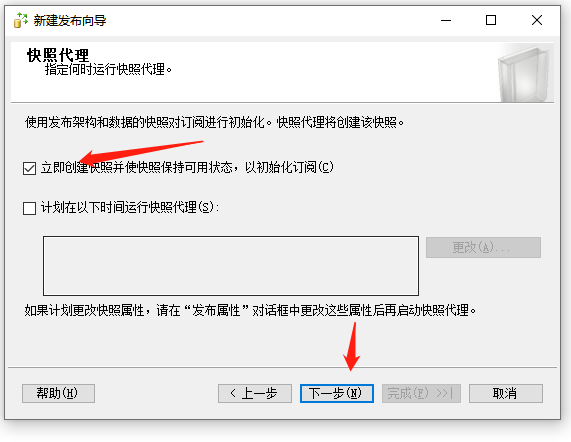 新建发布向导
快照代理
指定何时运行快照代理。
使用发布架构和数据的快照对订阅进行初始化。快照代理将创建该快照。
立即创建快照并使快照保持可用状态，以初始化订阅(C)
计划在以下时间运行快照代理(S):
更改(A)...
如果计划更改快照属性，请在“发布属性”对话框中更改这些属性后再启动快照代理。
帮助(H) < 上一步 下一步(N) 完成(F) >>| 取消